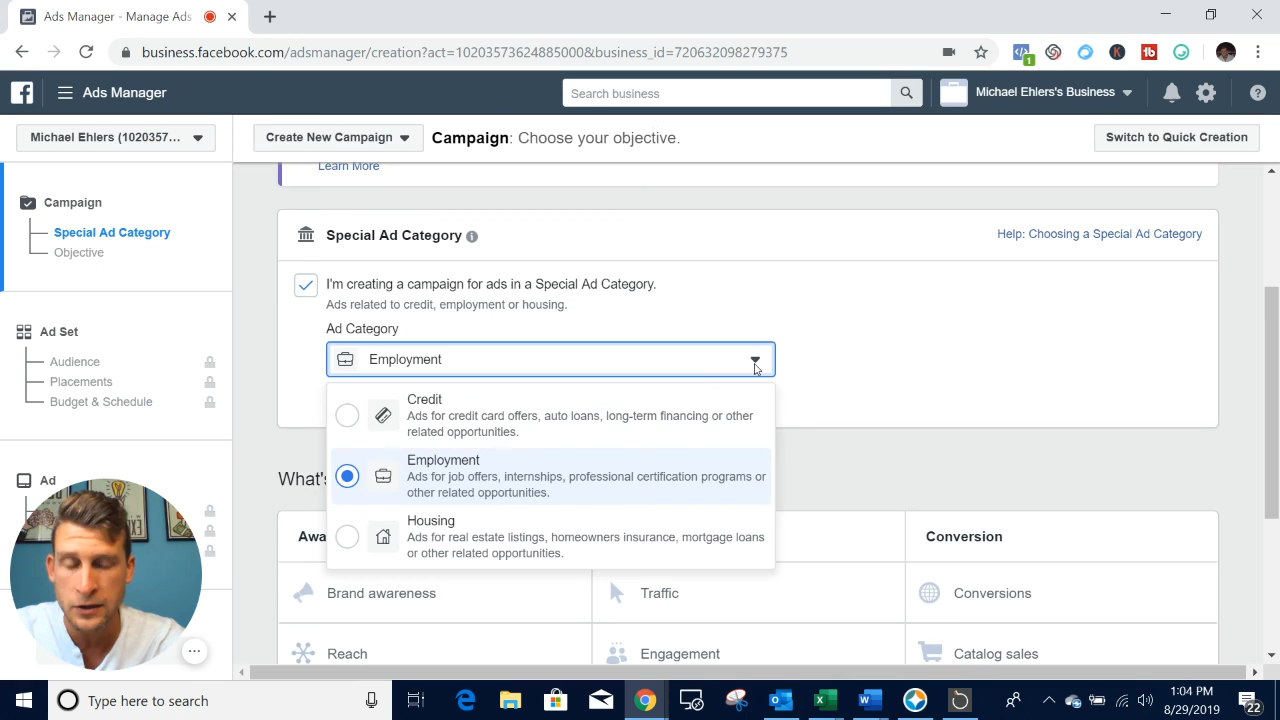 Ads Manager - Manage Ads
business.facebook.com/adsmanager/creation?act=10203573624885000&business_id=720632098279375
1
Ads Manager
Search business
Michael Ehlers's Business
Michael Ehlers (1020357...
Create New Campaign
Campaign: Choose your objective.
Switch to Quick Creation
Learn More
Campaign
Special Ad Category
Objective
Ad Set
Audience
Placements
Budget & Schedule
Ad
Special Ad Category
Help: Choosing a Special Ad Category
I'm creating a campaign for ads in a Special Ad Category.
Ads related to credit, employment or housing.
Ad Category
Employment
Credit
Ads for credit card offers, auto loans, long-term financing or other
related opportunities.
Employment
Ads for job offers, internships, professional certification programs or
other related opportunities.
Housing
Ads for real estate listings, homeowners insurance, mortgage loans
or other related opportunities.
What's
Awa
Conversion
Brand awareness
Traffic
Conversions
Reach
Engagement
Catalog sales
Type here to search
1:04 PM
8/29/2019
22